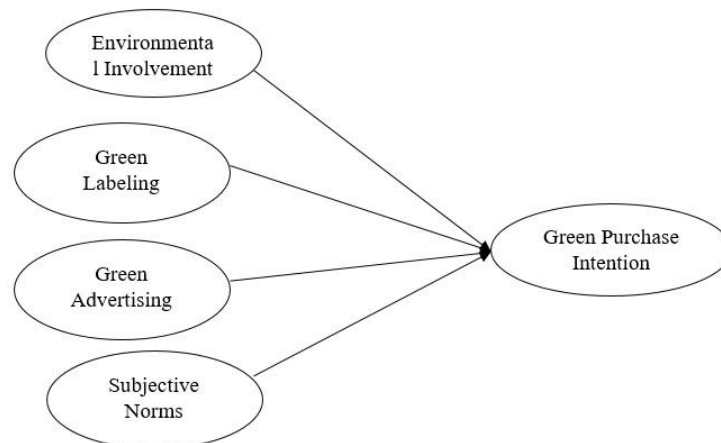 Environmenta
l Involvement
Green
Labeling
Green
Advertising
Subjective
Norms
Green Purchase
Intention